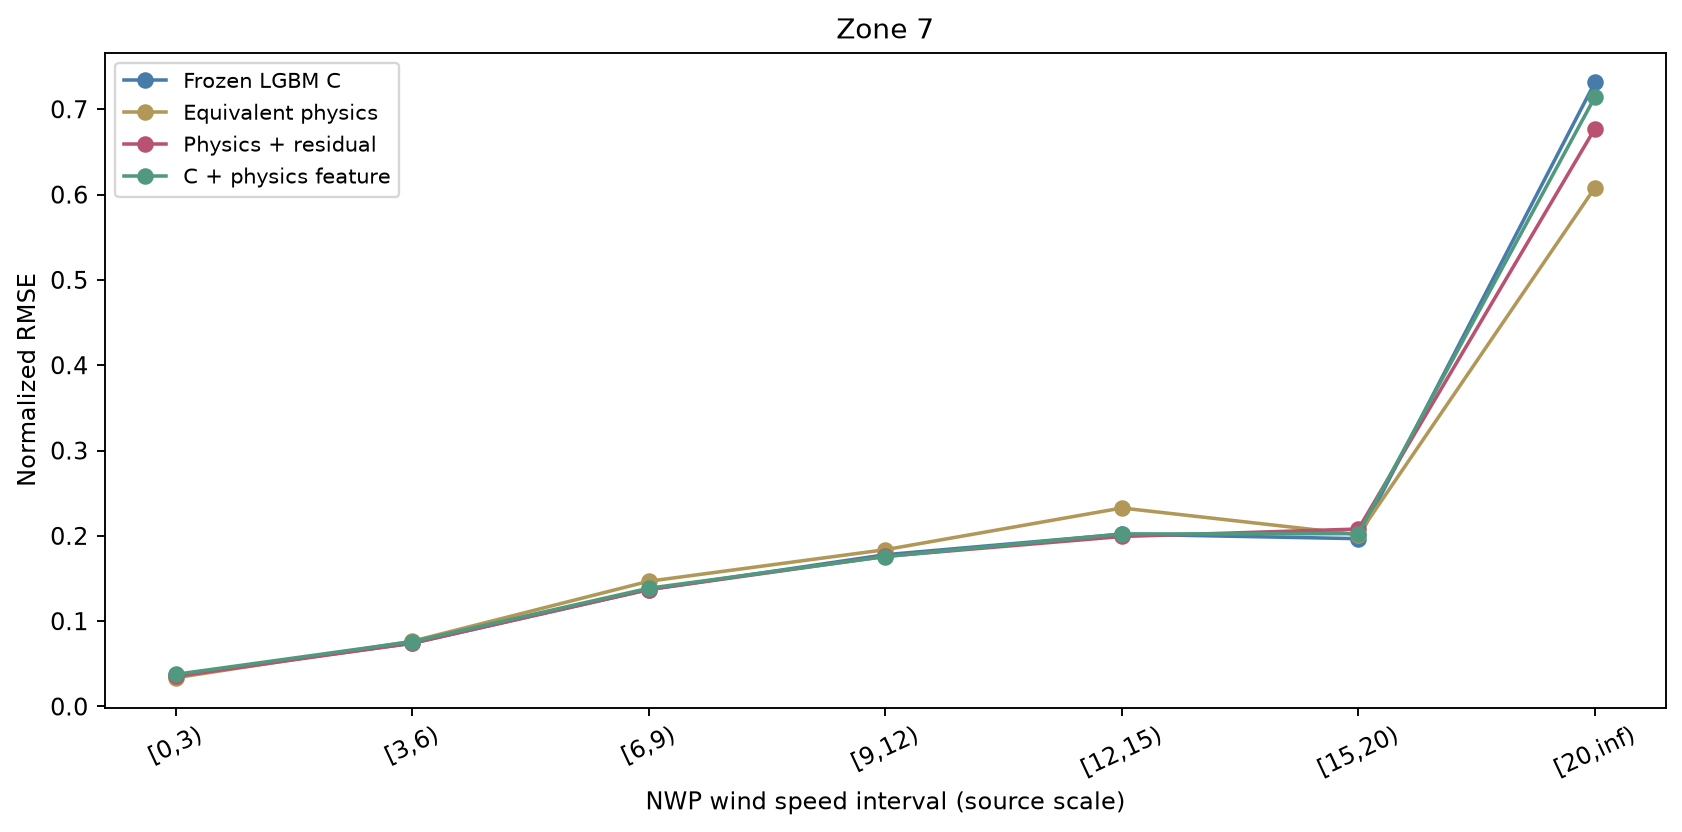 Zone 7
Frozen LGBM C
Equivalent physics
Physics + residual
C + physics feature
Normalized RMSE
0.7
0.6
0.5
0.4
0.3
0.2
0.1
0.0
[0,3)
[3,6)
[6,9)
[9,12)
[12,15)
[15,20)
[20,inf)
NWP wind speed interval (source scale)